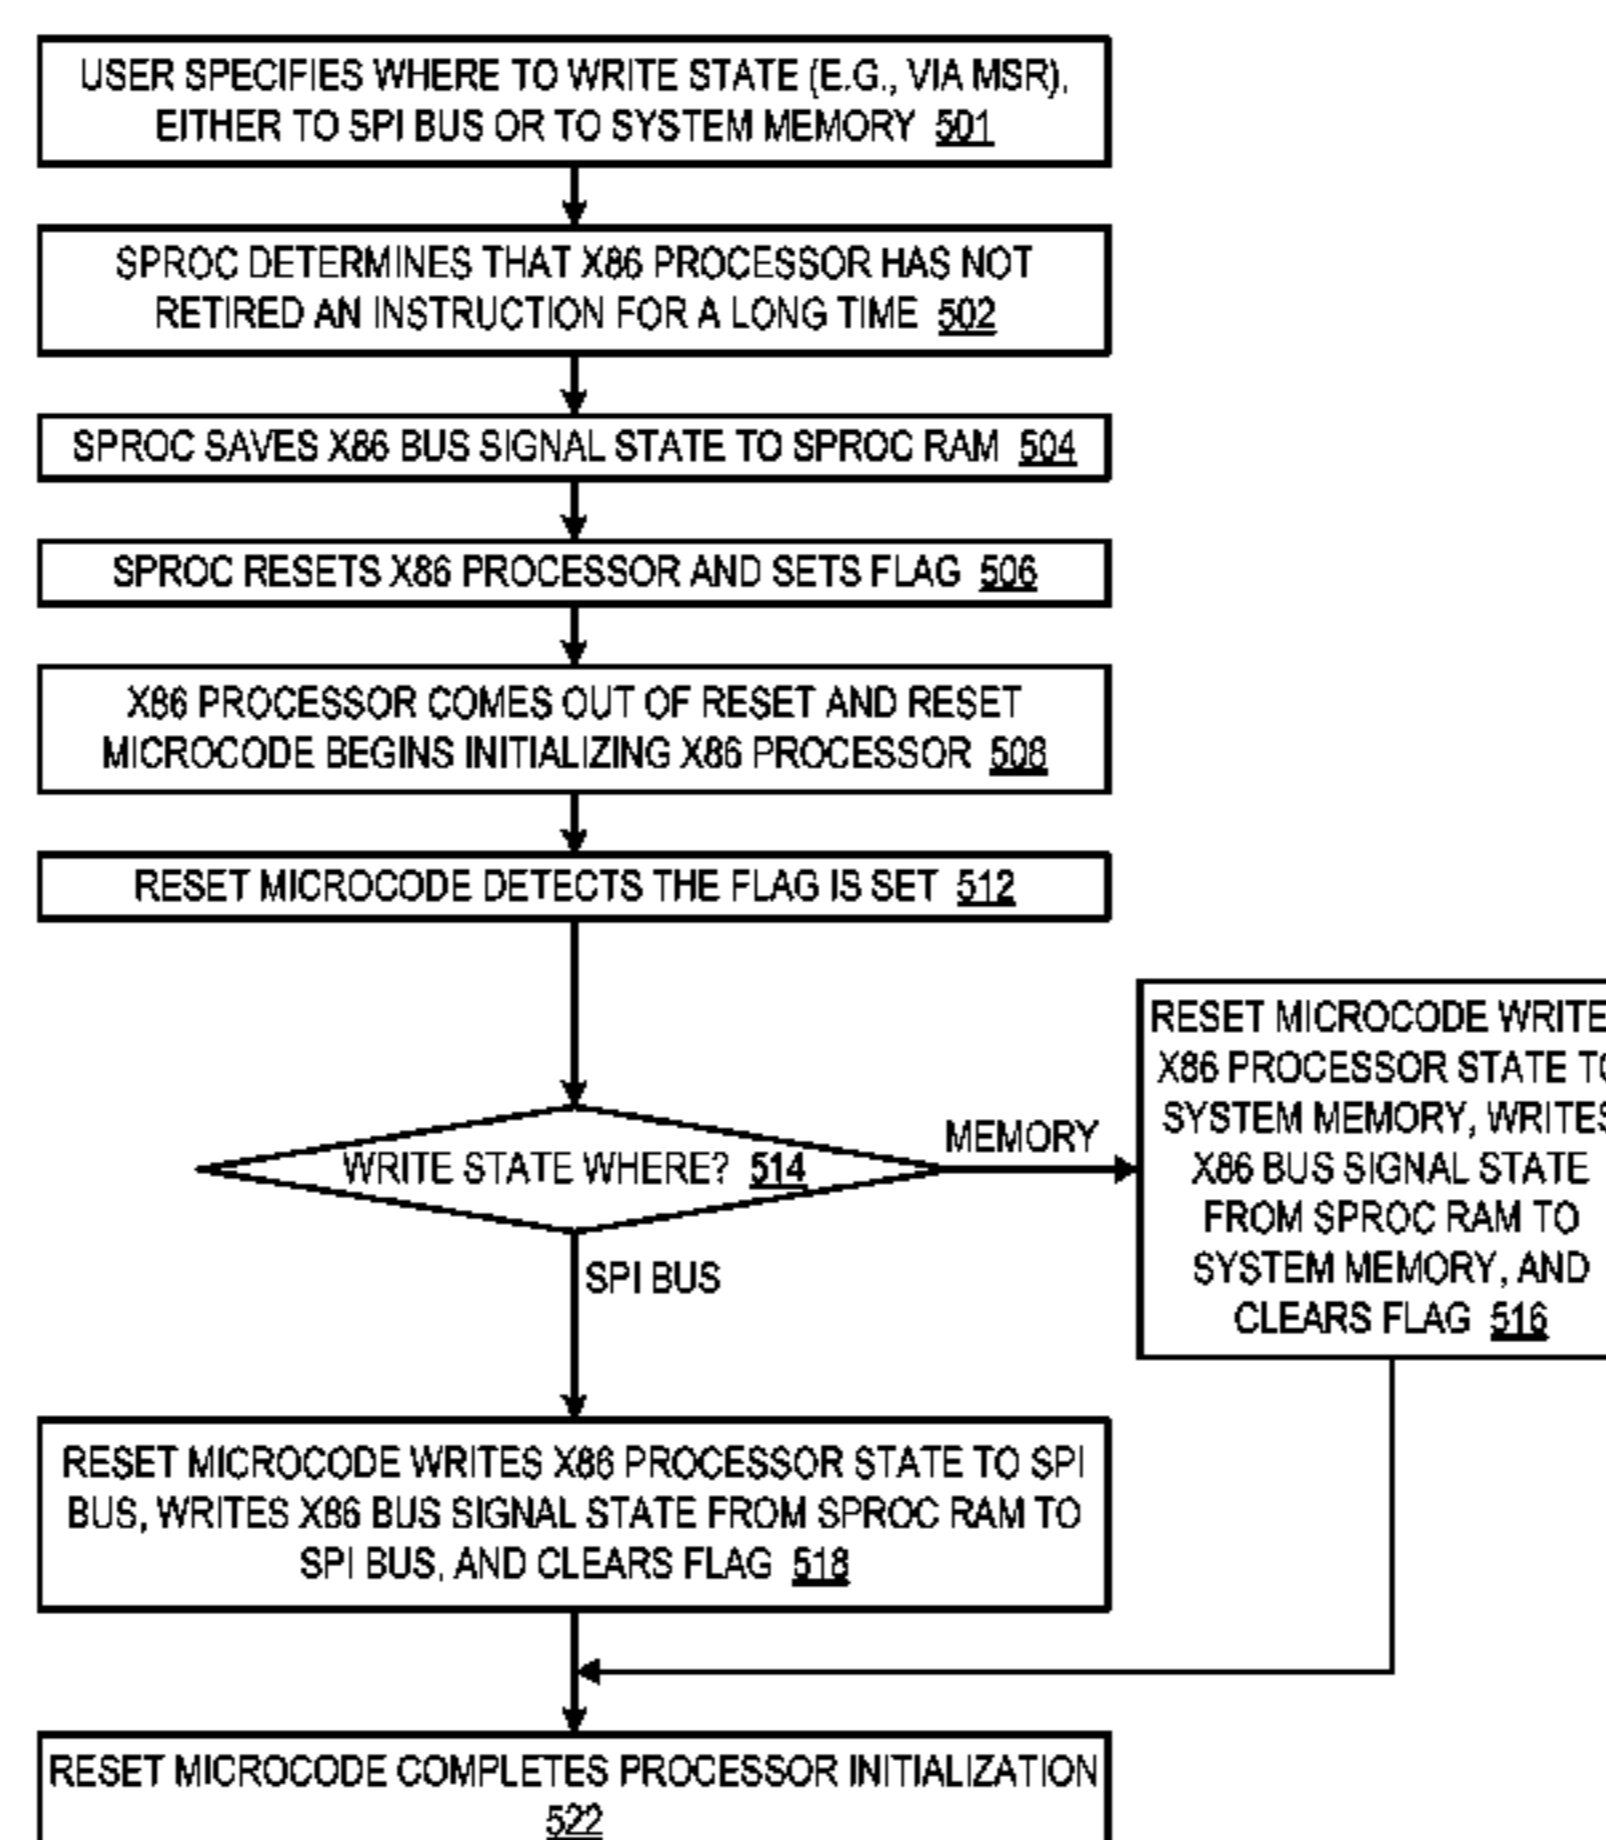 USER SPECIFIES WHERE TO WRITE STATE (E.G., VIA MSR),
EITHER TO SPI BUS OR TO SYSTEM MEMORY 501
SPROC DETERMINES THAT X86 PROCESSOR HAS NOT
RETIRED AN INSTRUCTION FOR A LONG TIME 502
SPROC SAVES X86 BUS SIGNAL STATE TO SPROC RAM 504
SPROC RESETS X86 PROCESSOR AND SETS FLAG 506
X86 PROCESSOR COMES OUT OF RESET AND RESET
MICROCODE BEGINS INITIALIZING X86 PROCESSOR 508
RESET MICROCODE DETECTS THE FLAG IS SET 512
WRITE STATE WHERE? 514
MEMORY
RESET MICROCODE WRITE
X86 PROCESSOR STATE TO
SYSTEM MEMORY, WRITES
X86 BUS SIGNAL STATE
FROM SPROC RAM TO
SYSTEM MEMORY, AND
CLEARS FLAG 516
SPI BUS
RESET MICROCODE WRITES X86 PROCESSOR STATE TO SPI
BUS, WRITES X86 BUS SIGNAL STATE FROM SPROC RAM TO
SPI BUS, AND CLEARS FLAG 518
RESET MICROCODE COMPLETES PROCESSOR INITIALIZATION
522